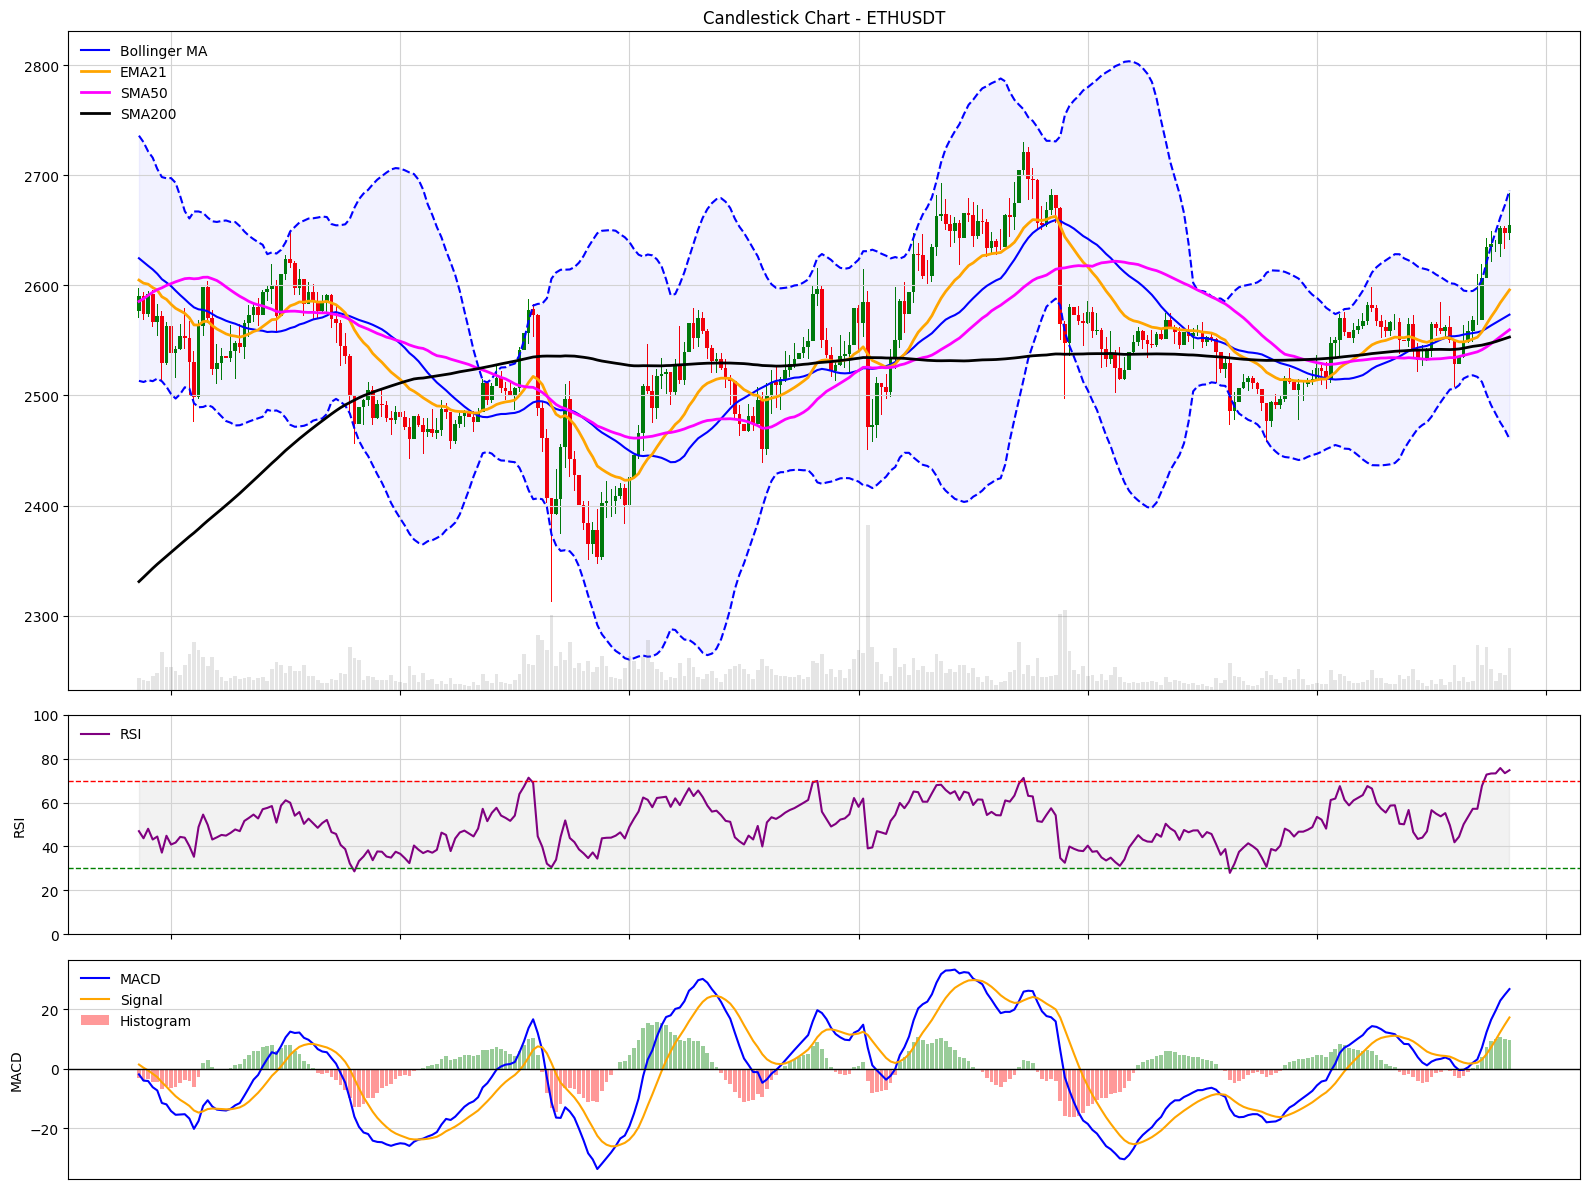 Candlestick Chart - ETHUSDT
Bollinger MA
EMA21
SMA50
SMA200
2800
2700
2600
2500
2400
2300
RSI
100
80
60
40
20
0
RSI
MACD
Signal
Histogram
20
0
−20
MACD